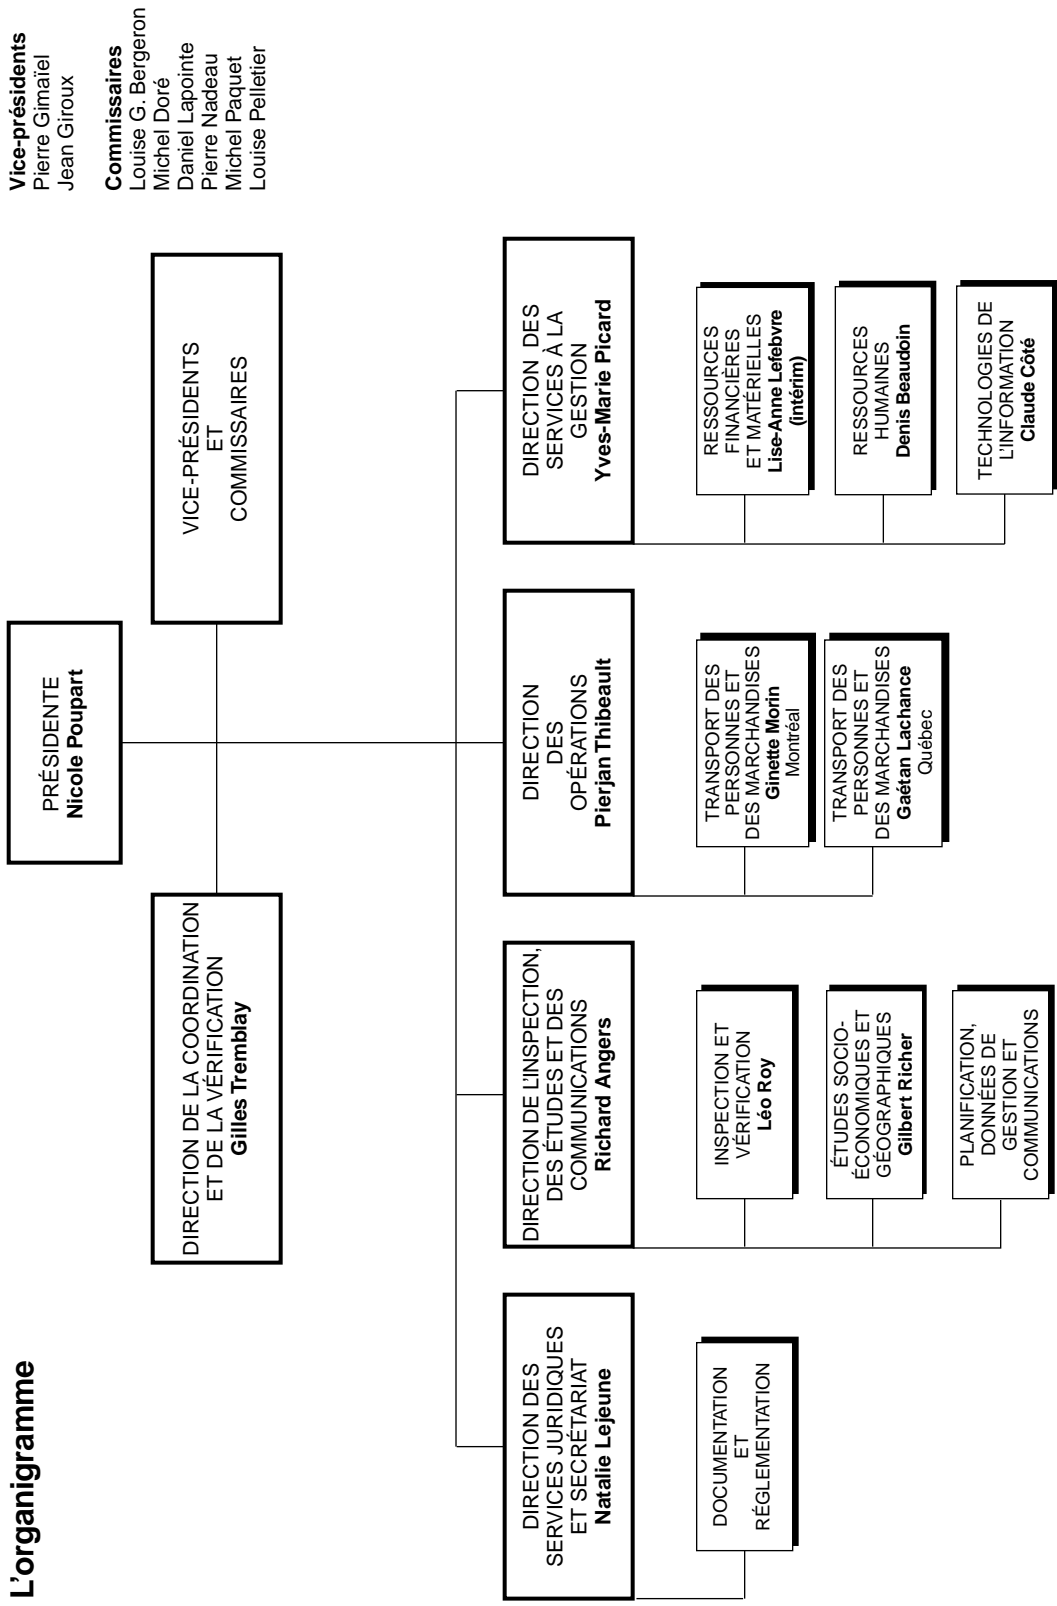 L'organigramme
PRÉSIDENTE
Nicole Poupart
Vice-présidents
Pierre Gimaïel
Jean Giroux
Commissaires
Louise G. Bergeron
Michel Doré
Daniel Lapointe
Pierre Nadeau
Michel Paquet
Louise Pelletier
DIRECTION DE LA COORDINATION
ET DE LA VÉRIFICATION
Gilles Tremblay
VICE-PRÉSIDENTS
ET
COMMISSAIRES
DIRECTION DES
SERVICES JURIDIQUES
ET SECRÉTARIAT
Natalie Lejeune
DOCUMENTATION
ET
RÉGLEMENTATION
DIRECTION DE L'INSPECTION,
DES ÉTUDES ET DES
COMMUNICATIONS
Richard Angers
INSPECTION ET
VÉRIFICATION
Léo Roy
ÉTUDES SOCIO-
ÉCONOMIQUES ET
GÉOGRAPHIQUES
Gilbert Richer
PLANIFICATION,
DONNÉES DE
GESTION ET
COMMUNICATIONS
DIRECTION
DES
OPÉRATIONS
Pierjan Thibeault
TRANSPORT DES
PERSONNES ET
DES MARCHANDISES
Ginette Morin
Montréal
TRANSPORT DES
PERSONNES ET
DES MARCHANDISES
Gaétan Lachance
Québec
DIRECTION DES
SERVICES À LA
GESTION
Yves-Marie Picard
RESSOURCES
FINANCIÈRES
ET MATÉRIELLES
Lise-Anne Lefebvre
(intérim)
RESSOURCES
HUMAINES
Denis Beaudoin
TECHNOLOGIES DE
L'INFORMATION
Claude Côté